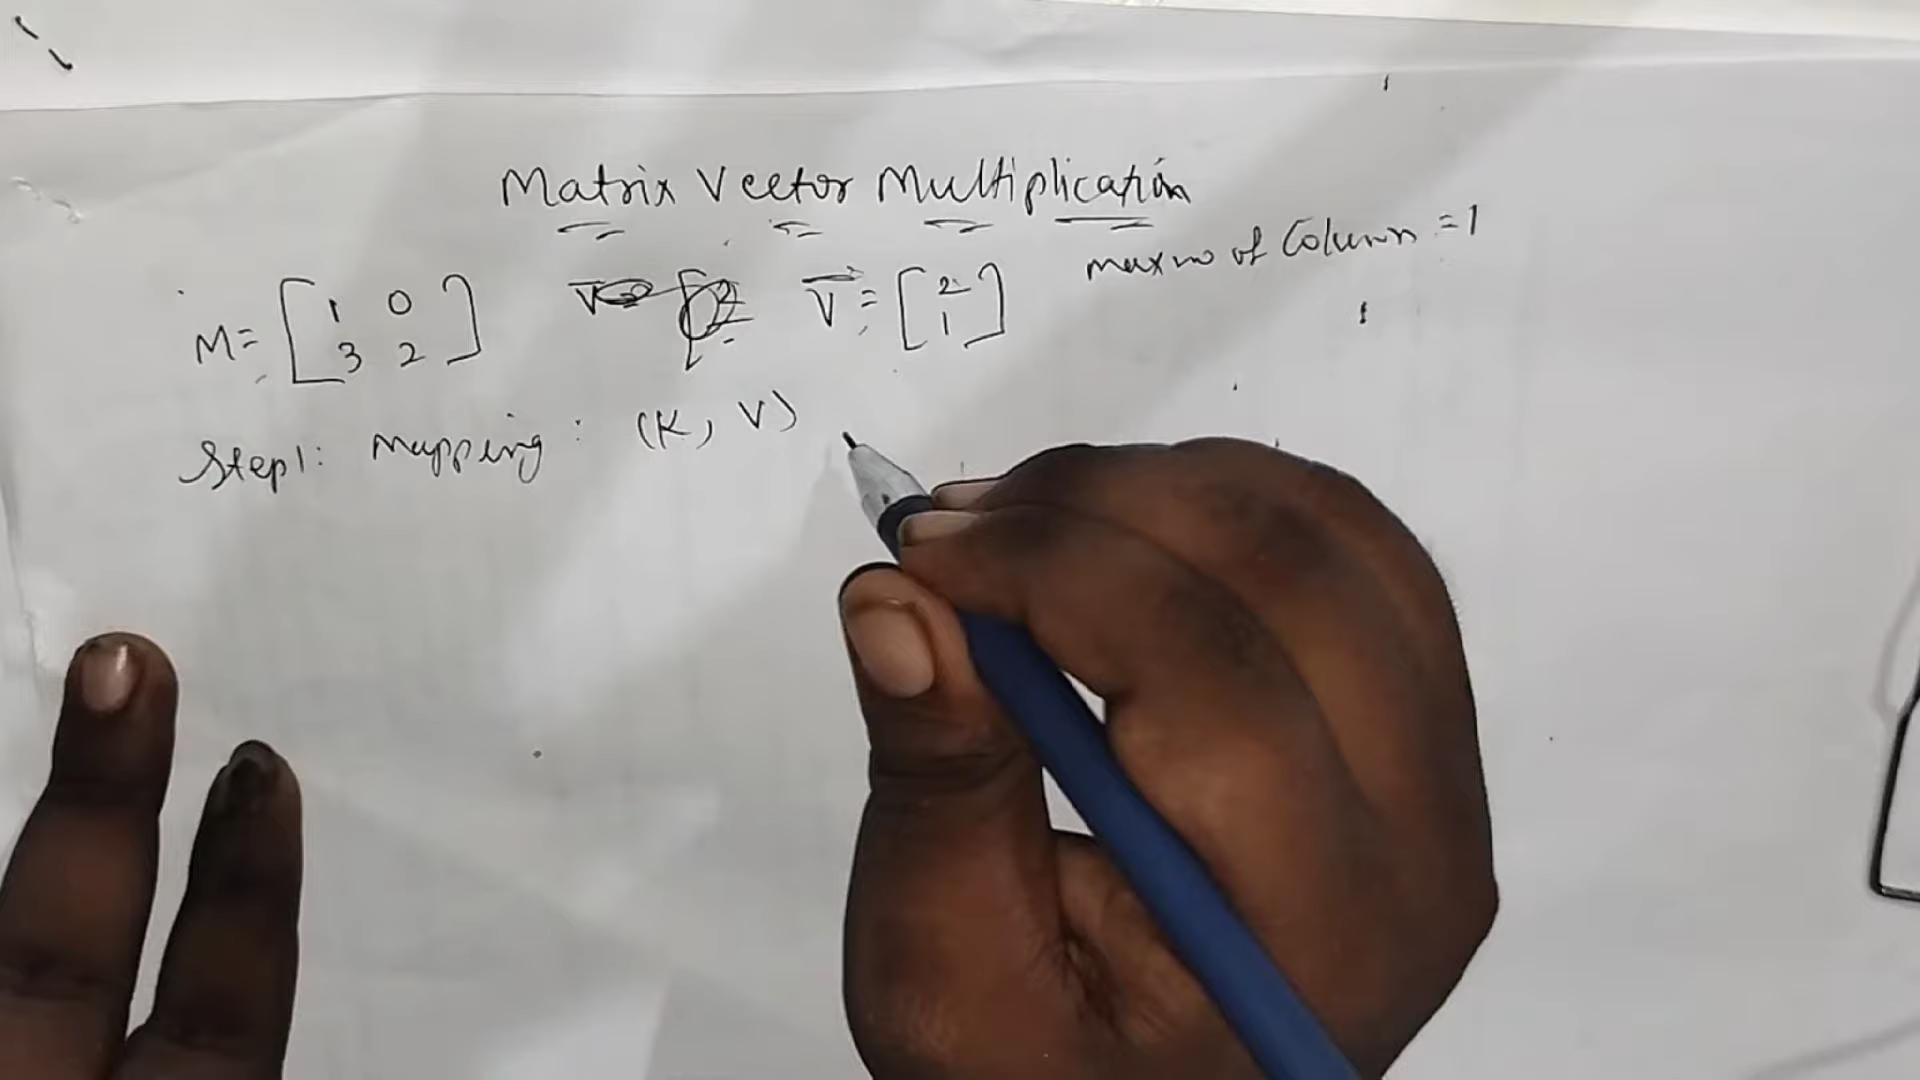 Matrix Vector Multiplication
max no of Column = 1
M = [ 1 0
3 2 ]
V = [ 2
1 ]
Step1: Mapping : (K, V)